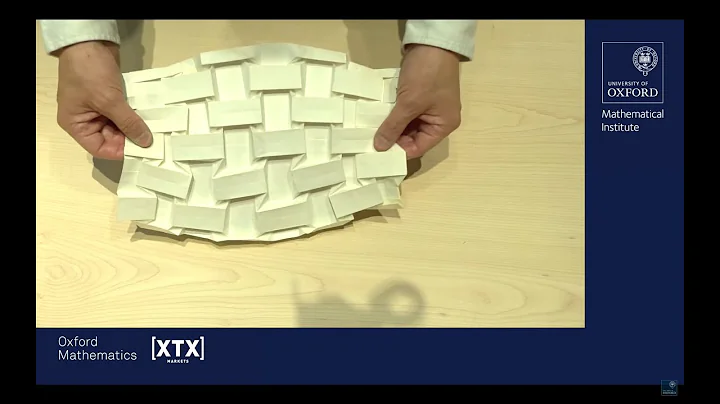 UNIVERSITY OF
OXFORD
Mathematical
Institute
Oxford
Mathematics
[XTX]
MARKETS